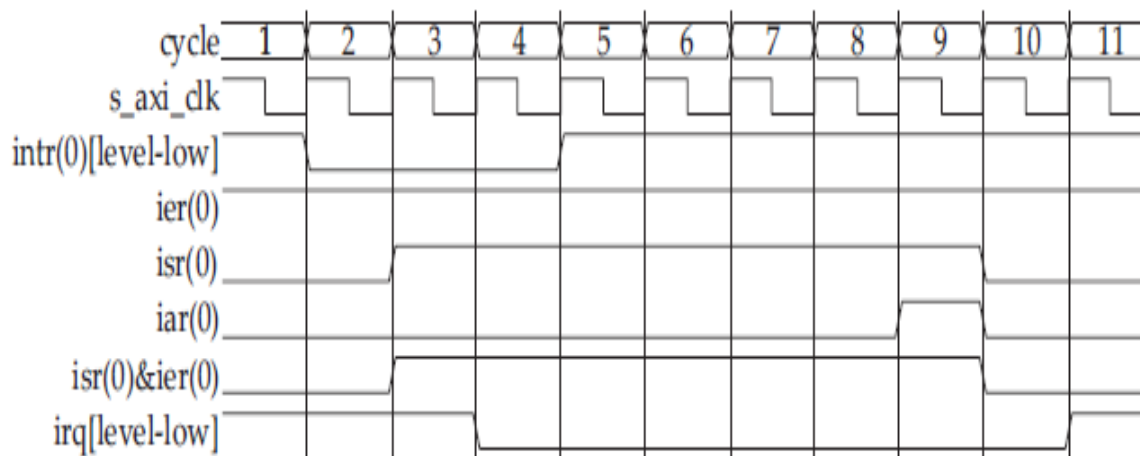 cycle 1 2 3 4 5 6 7 8 9 10 11
s_axi_clk
intr(0)[level-low]
ier(0)
isr(0)
iar(0)
isr(0)&ier(0)
irq[level-low]